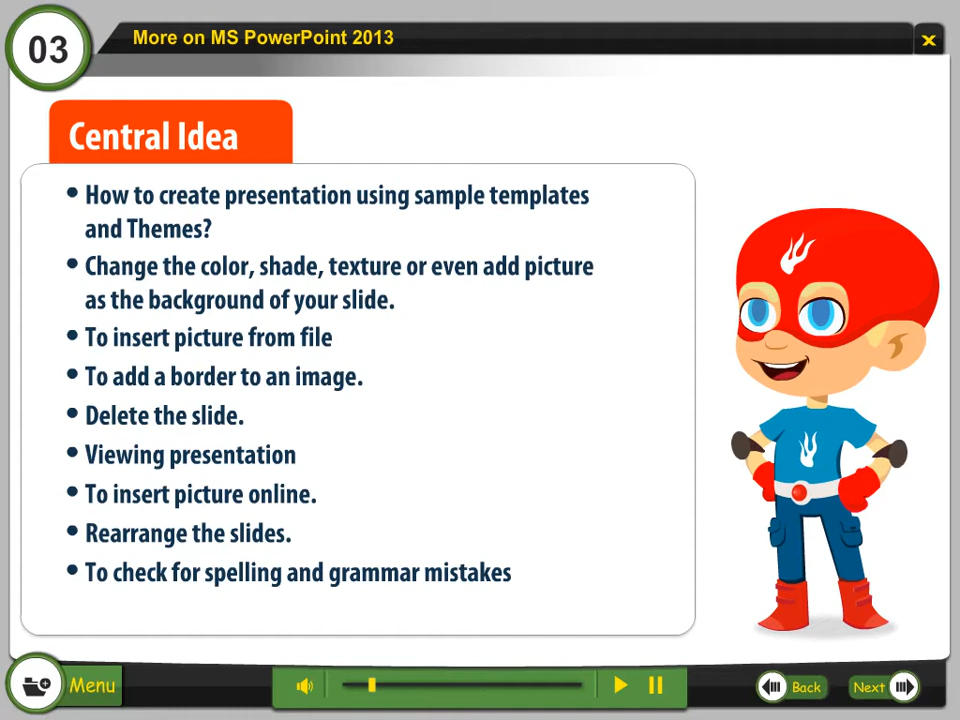 03
More on MS PowerPoint 2013
x
Central Idea
• How to create presentation using sample templates
and Themes?
• Change the color, shade, texture or even add picture
as the background of your slide.
• To insert picture from file
• To add a border to an image.
• Delete the slide.
• Viewing presentation
• To insert picture online.
• Rearrange the slides.
• To check for spelling and grammar mistakes
Menu
Back
Next